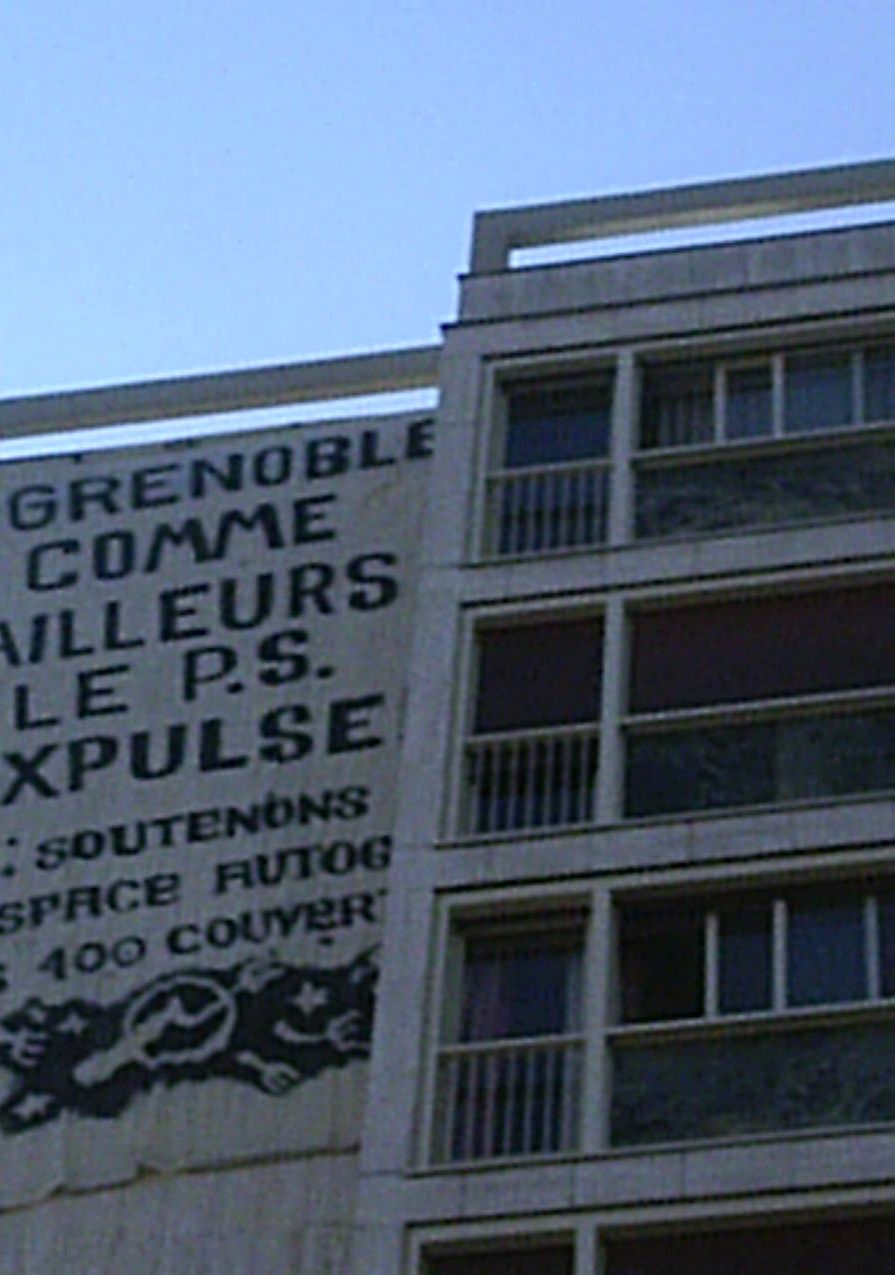 GRENOBLE
COMME
AILLEURS
LE P.S.
XPULSE
: SOUTENONS
SPACE AUTOG
S 400 COUVERT